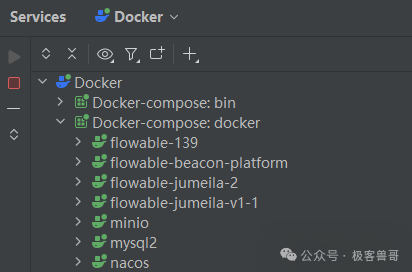 Services Docker
Docker
Docker-compose: bin
Docker-compose: docker
flowable-139
flowable-beacon-platform
flowable-jumeila-2
flowable-jumeila-v1-1
minio
mysql2
nacos
公众号 · 极客兽哥